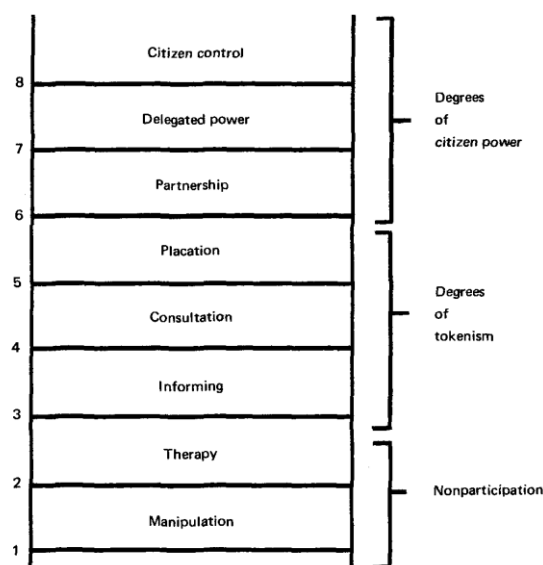 Citizen control
8
Delegated power
7
Partnership
6
Placation
5
Consultation
4
Informing
3
Therapy
2
Manipulation
1
Degrees
of
citizen power
Degrees
of
tokenism
Nonparticipation